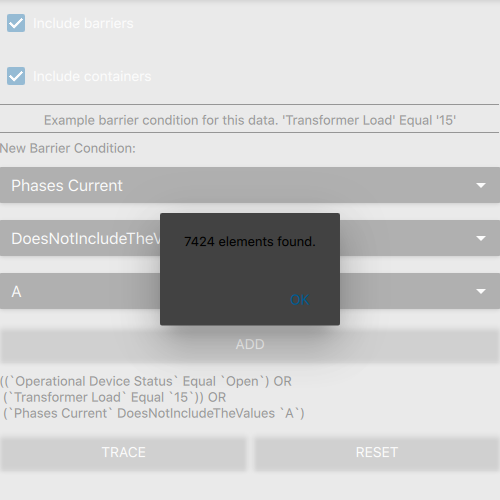 Include barriers
Include containers
Example barrier condition for this data. 'Transformer Load' Equal '15'
New Barrier Condition:
Phases Current
DoesNotIncludeTheV
7424 elements found.
OK
A
ADD
((`Operational Device Status` Equal `Open`) OR
(`Transformer Load` Equal `15`)) OR
(`Phases Current` DoesNotIncludeTheValues `A`)
TRACE
RESET